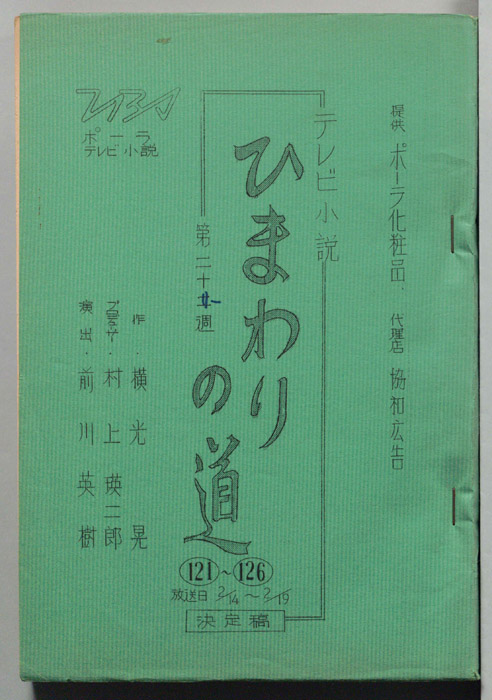 提供 ポーラ化粧品、代理店 協和広告
テレビ小説
ひまわり
の道
第二十
週
TBS
ポーラ
テレビ小説
作・横光晃
プロデューサー・村上瑛二郎
演出・前川英樹
121～126
放送日 2/14～2/19
決定稿